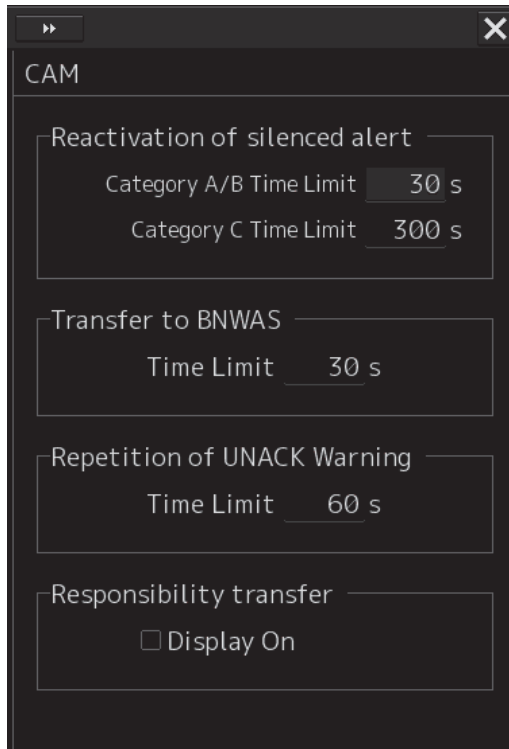 CAM
Reactivation of silenced alert
Category A/B Time Limit 30 s
Category C Time Limit 300 s
Transfer to BNWAS
Time Limit 30 s
Repetition of UNACK Warning
Time Limit 60 s
Responsibility transfer
Display On